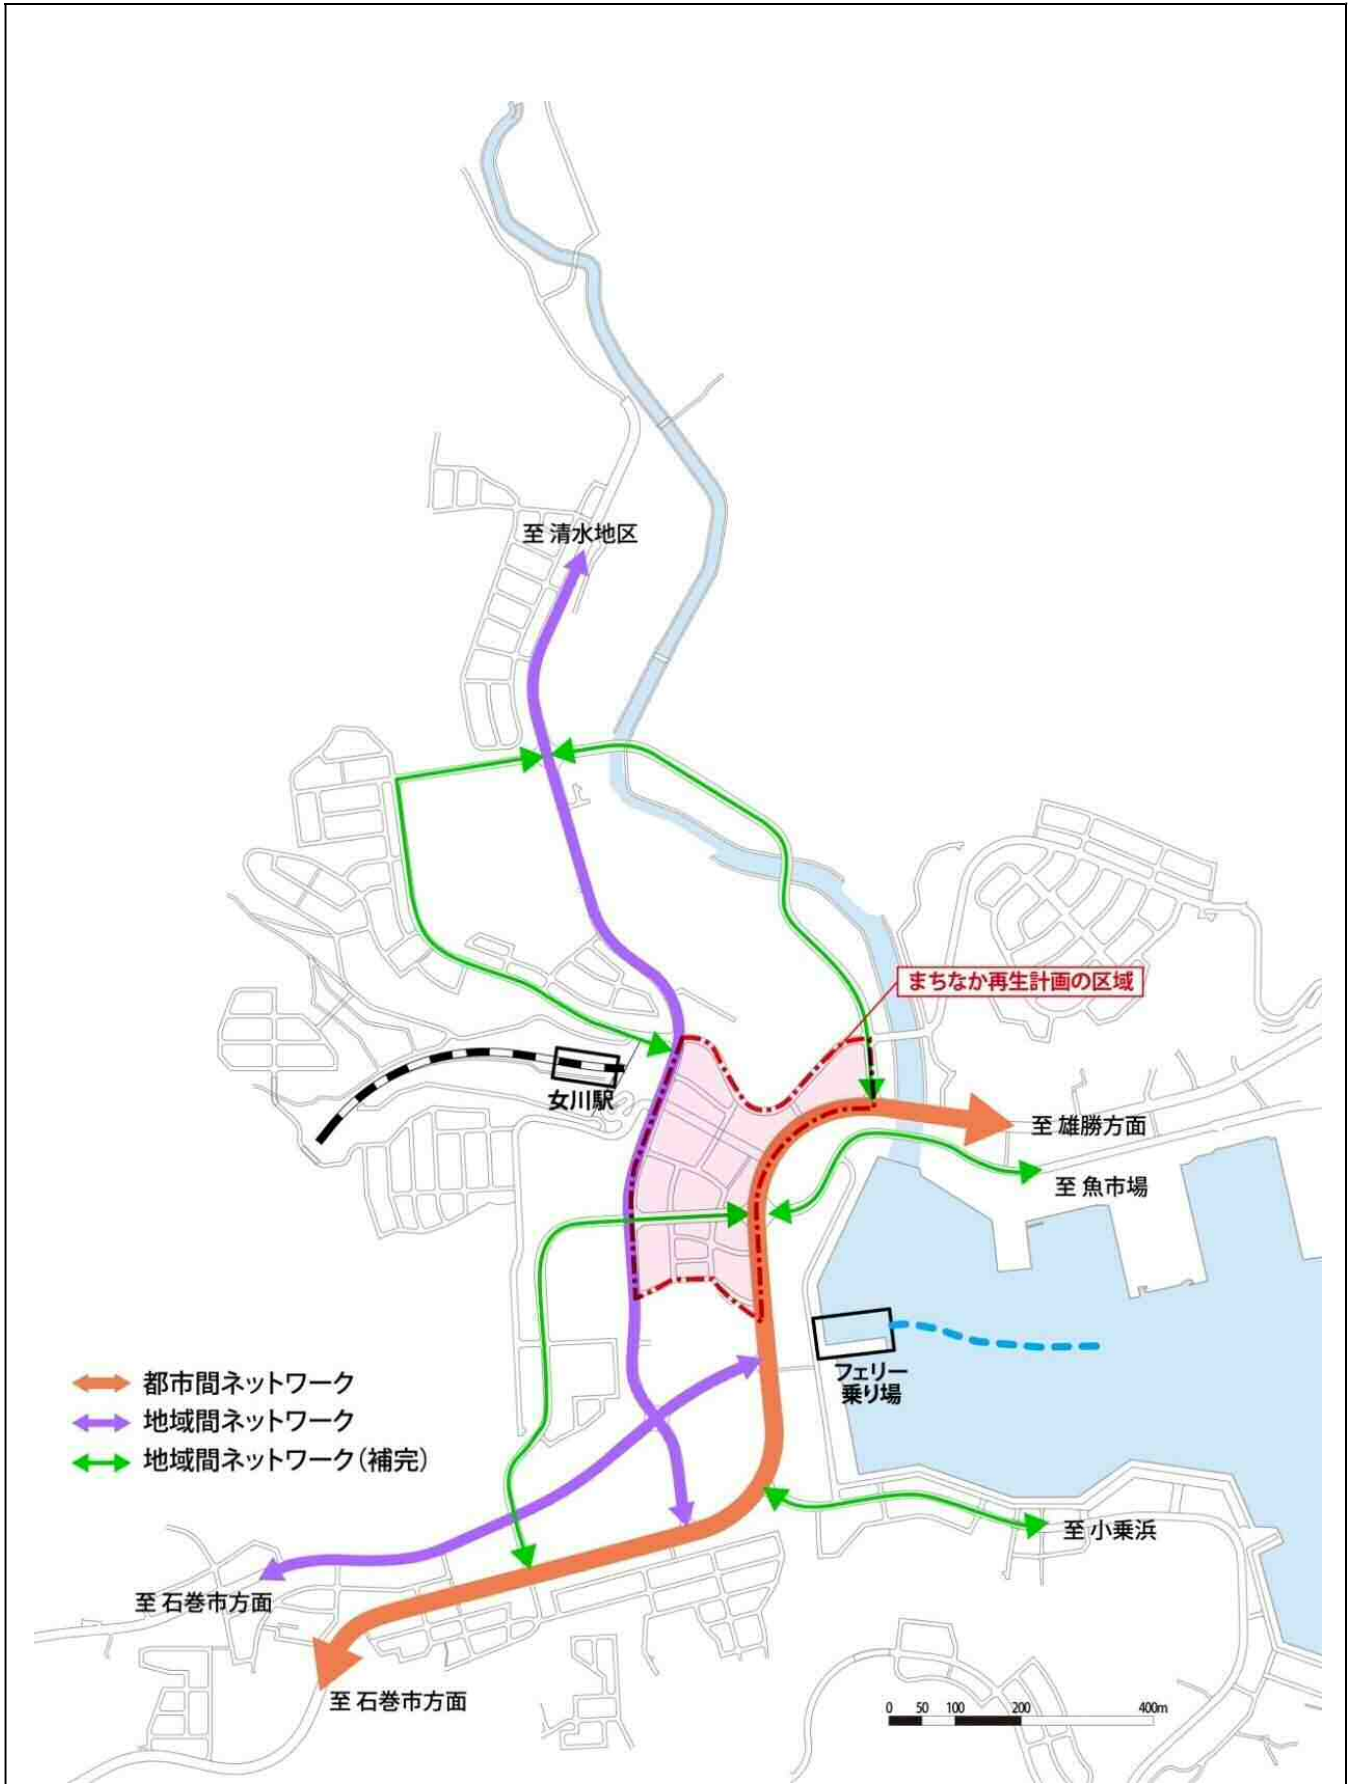 至 清水地区
まちなか再生計画の区域
女川駅
至 雄勝方面
至 魚市場
フェリー
乗り場
都市間ネットワーク
地域間ネットワーク
地域間ネットワーク(補完)
至 小乗浜
至 石巻市方面
至 石巻市方面
0 50 100 200 400m